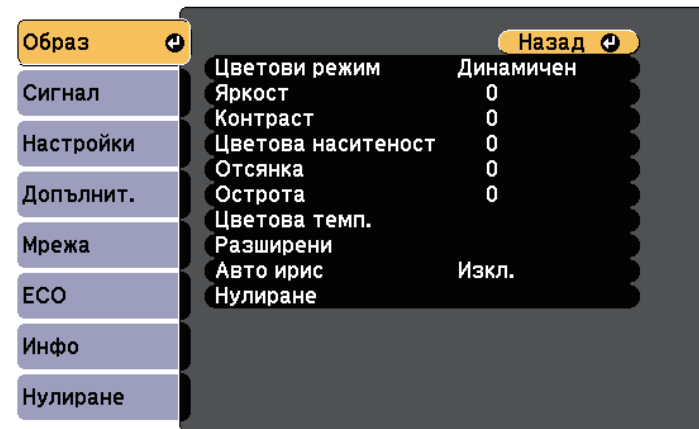 Образ
Сигнал
Настройки
Допълнит.
Мрежа
ECO
Инфо
Нулиране
Назад
Цветови режим Динамичен
Яркост 0
Контраст 0
Цветова наситеност 0
Отсянка 0
Острота 0
Цветова темп.
Разширени
Авто ирис Изкл.
Нулиране